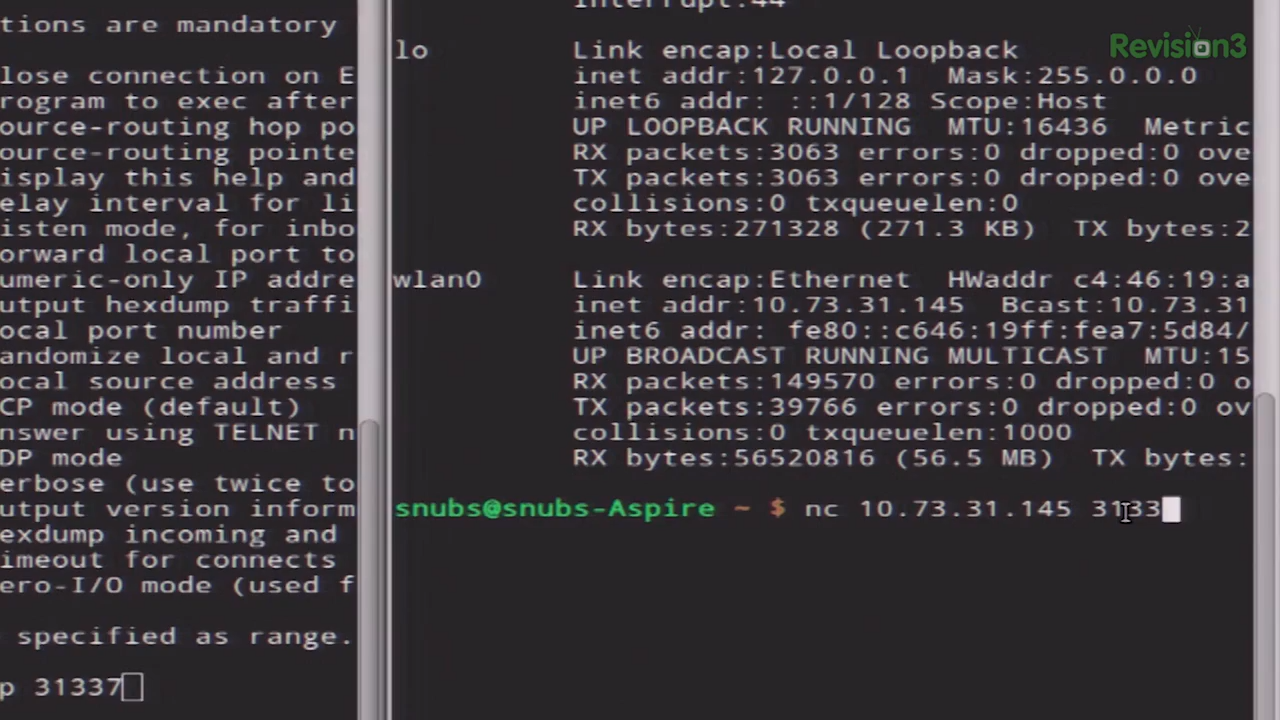 tions are mandatory
lose connection on E
rogram to exec after
ource-routing hop po
ource-routing pointe
isplay this help and
elay interval for li
isten mode, for inbo
orward local port to
umeric-only IP addre
utput hexdump traffi
ocal port number
andomize local and r
ocal source address
CP mode (default)
nswer using TELNET n
DP mode
erbose (use twice to
utput version inform
exdump incoming and
imeout for connects
ero-I/O mode (used f
specified as range.
p 31337
Interrupt:44
lo Link encap:Local Loopback
inet addr:127.0.0.1 Mask:255.0.0.0
inet6 addr: ::1/128 Scope:Host
UP LOOPBACK RUNNING MTU:16436 Metric
RX packets:3063 errors:0 dropped:0 ove
TX packets:3063 errors:0 dropped:0 ove
collisions:0 txqueuelen:0
RX bytes:271328 (271.3 KB) TX bytes:2
wlan0 Link encap:Ethernet HWaddr c4:46:19:a
inet addr:10.73.31.145 Bcast:10.73.31
inet6 addr: fe80::c646:19ff:fea7:5d84/
UP BROADCAST RUNNING MULTICAST MTU:15
RX packets:149570 errors:0 dropped:0 o
TX packets:39766 errors:0 dropped:0 ov
collisions:0 txqueuelen:1000
RX bytes:56520816 (56.5 MB) TX bytes:
snubs@snubs-Aspire ~ $ nc 10.73.31.145 3133
Revision3